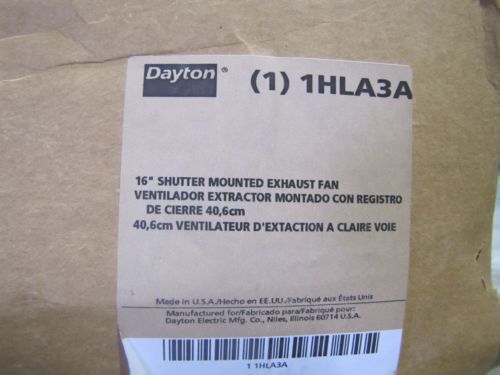 Dayton® (1) 1HLA3A
16" SHUTTER MOUNTED EXHAUST FAN
VENTILADOR EXTRACTOR MONTADO CON REGISTRO
DE CIERRE 40,6cm
40,6cm VENTILATEUR D'EXTACTION A CLAIRE VOIE
Made in U.S.A./Hecho en EE.UU./Fabriqué aux États Unis
Manufactured for/Fabricado para/Fabriqué pour:
Dayton Electric Mfg. Co., Niles, Illinois 60714 U.S.A.
1 1HLA3A